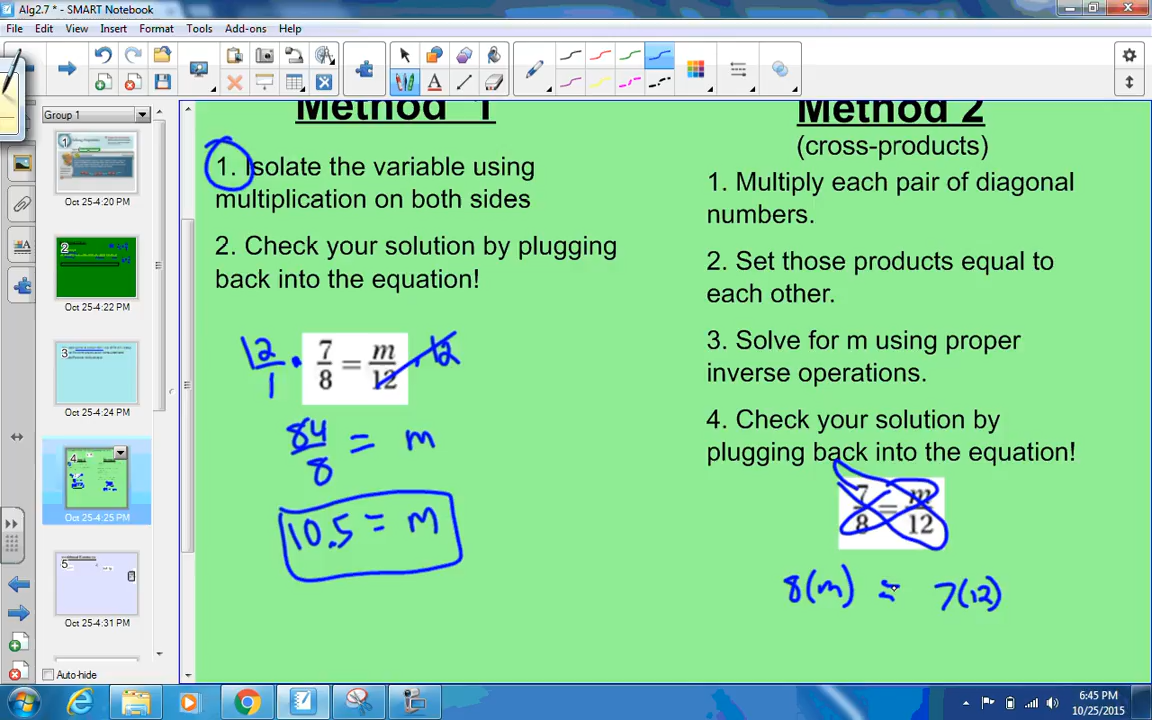 Alg2.7 * - SMART Notebook
File Edit View Insert Format Tools Add-ons Help
Group 1
1
Oct 25-4:20 PM
2
Oct 25-4:22 PM
3
Oct 25-4:24 PM
4
Oct 25-4:25 PM
5
Oct 25-4:31 PM
Auto-hide
Method 1
1. Isolate the variable using
multiplication on both sides
2. Check your solution by plugging
back into the equation!
12/1 · 7/8 = m/12 · 12
84/8 = m
10.5 = m
Method 2
(cross-products)
1. Multiply each pair of diagonal
numbers.
2. Set those products equal to
each other.
3. Solve for m using proper
inverse operations.
4. Check your solution by
plugging back into the equation!
7/8 = m/12
8(m) = 7(12)
6:45 PM
10/25/2015